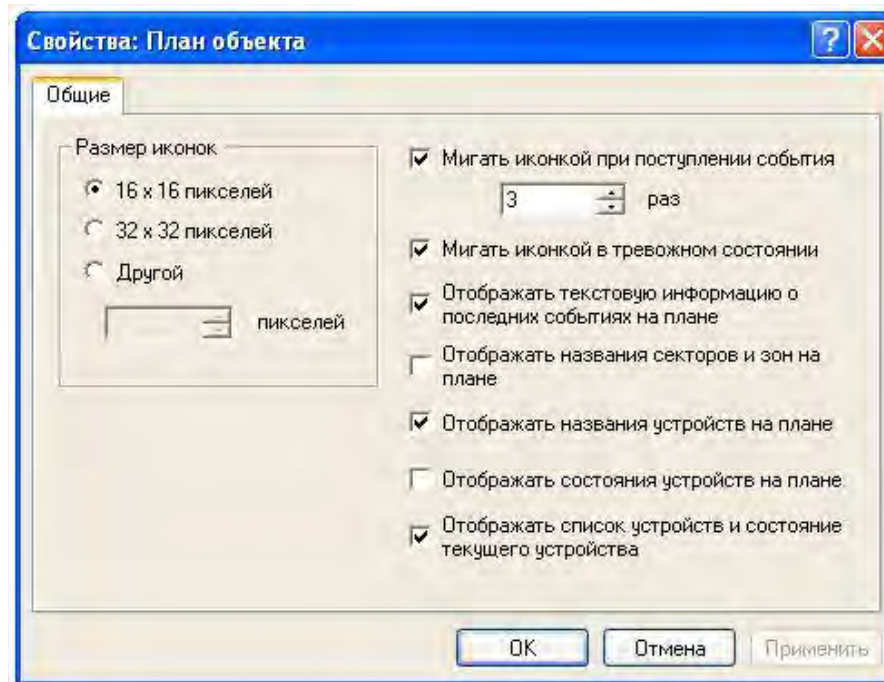 Свойства: План объекта
Общие
Размер иконок
16 x 16 пикселей
32 x 32 пикселей
Другой
пикселей
Мигать иконкой при поступлении события
3 раз
Мигать иконкой в тревожном состоянии
Отображать текстовую информацию о
последних событиях на плане
Отображать названия секторов и зон на
плане
Отображать названия устройств на плане
Отображать состояния устройств на плане
Отображать список устройств и состояние
текущего устройства
OK Отмена Применить